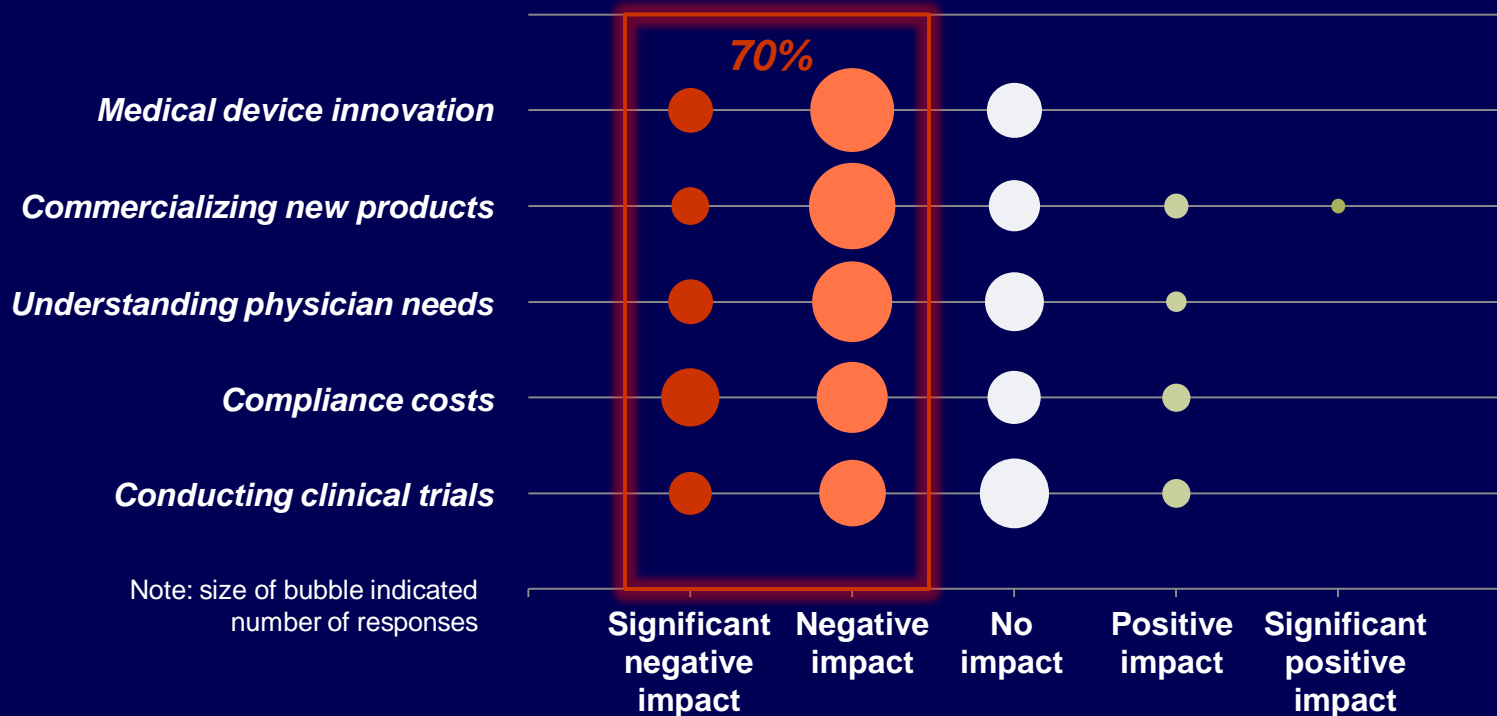 70%
Medical device innovation
Commercializing new products
Understanding physician needs
Compliance costs
Conducting clinical trials
Note: size of bubble indicated
number of responses
Significant
negative
impact
Negative
impact
No
impact
Positive
impact
Significant
positive
impact